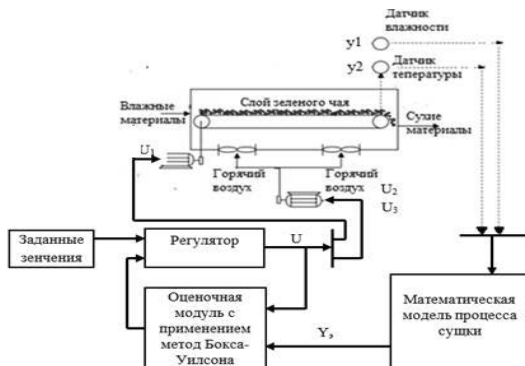 Датчик
влажности
y1
y2
Датчик
тепературы
Влажные
материалы
Слой зеленого чая
Сухие
материалы
U1
Горячий
воздух
Горячий
воздух
U2
U3
Заданные
зенчения
Регулятор
U
Оценочная
модуль с
применением
метод Бокса-
Уилсона
Yэ
Математическая
модель процесса
сушки